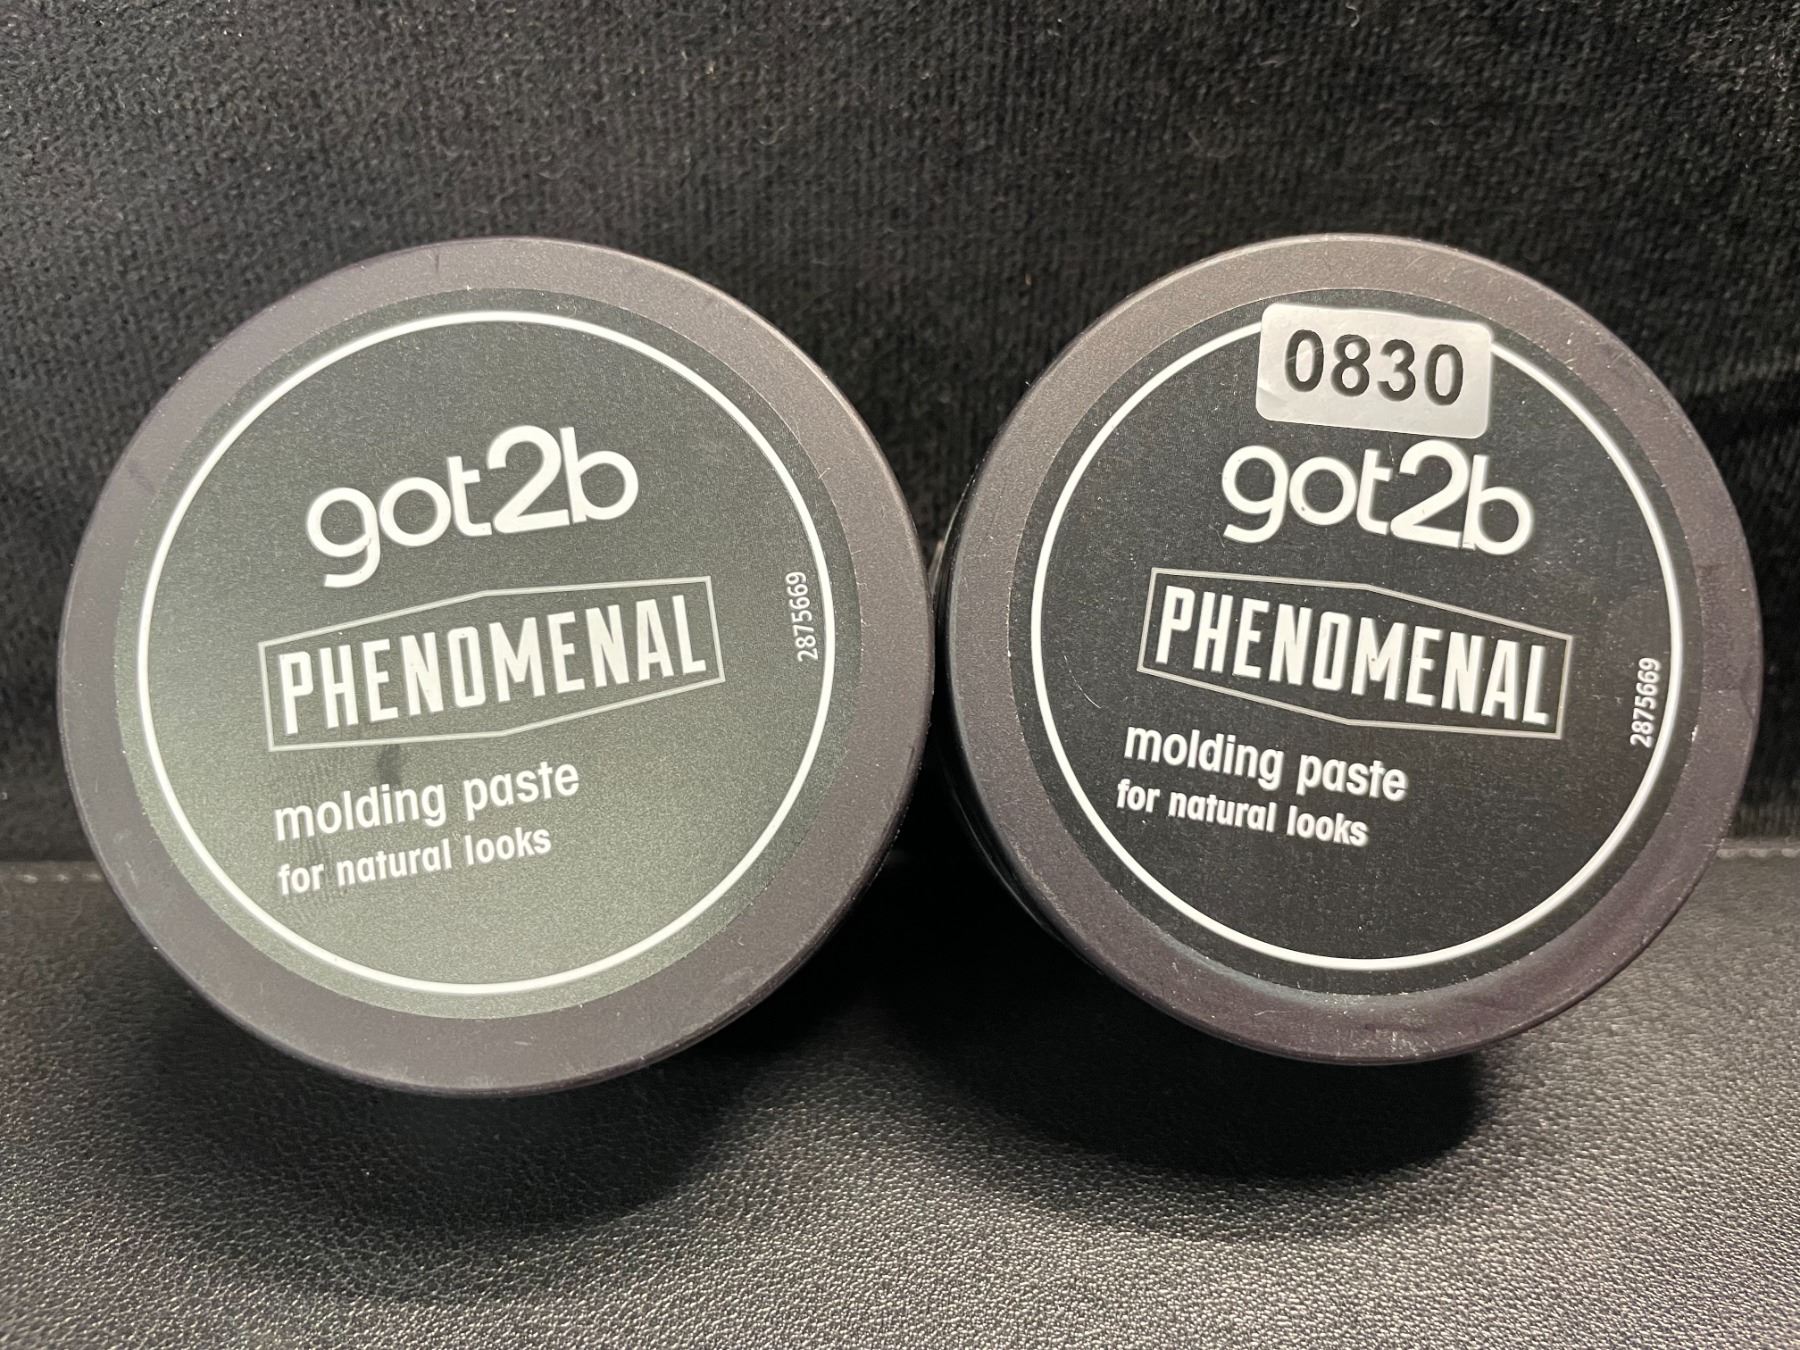 got2b
PHENOMENAL
molding paste
for natural looks
2875669
0830
got2b
PHENOMENAL
molding paste
for natural looks
2875669